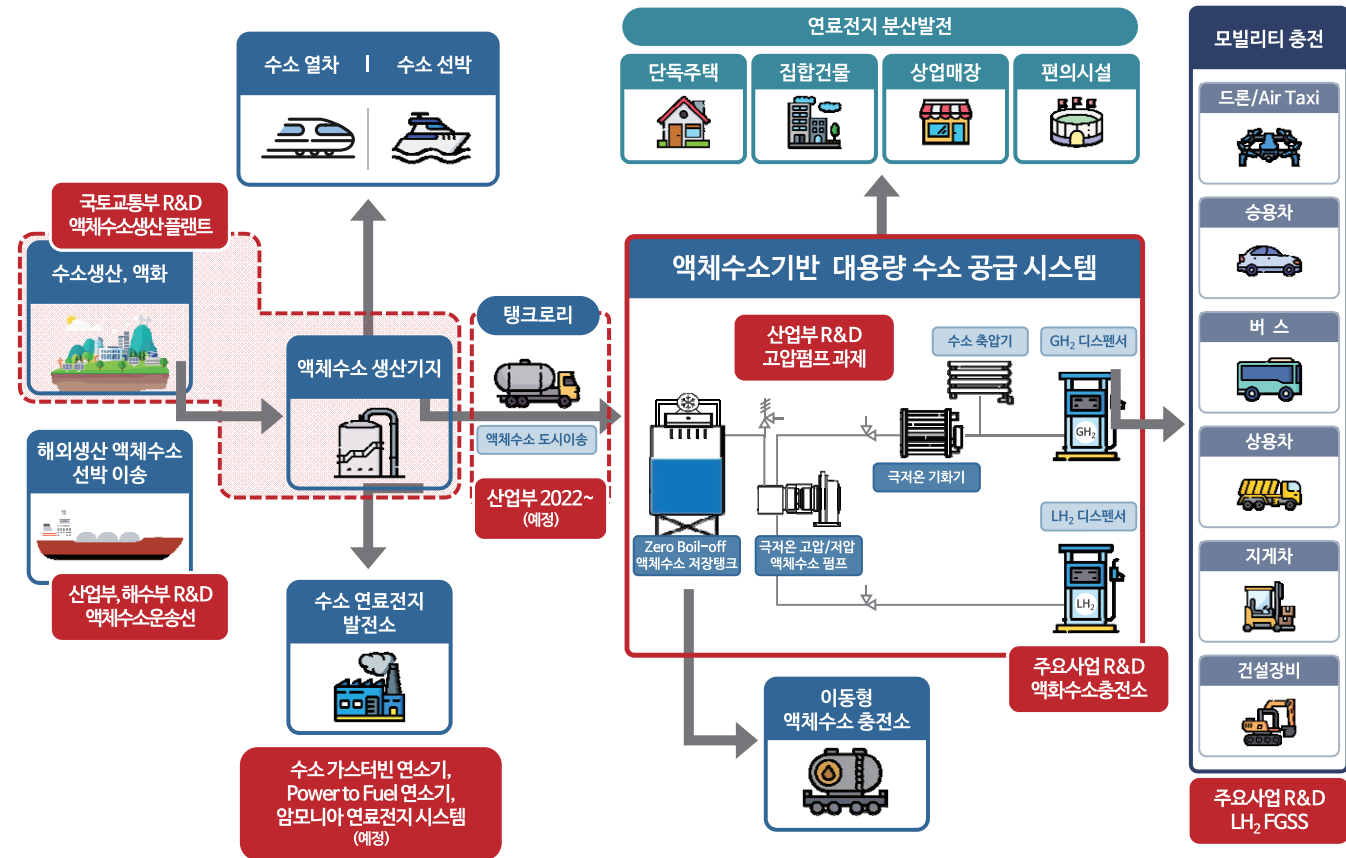 수소 열차 | 수소 선박
국토교통부 R&D
액체수소생산플랜트
수소생산, 액화
해외생산 액체수소
선박 이송
산업부, 해수부 R&D
액체수소운송선
액체수소 생산기지
탱크로리
액체수소 도시이송
산업부 2022~
(예정)
수소 연료전지
발전소
수소 가스터빈 연소기,
Power to Fuel 연소기,
암모니아 연료전지 시스템
(예정)
연료전지 분산발전
단독주택
집합건물
상업매장
편의시설
액체수소기반 대용량 수소 공급 시스템
산업부 R&D
고압펌프 과제
수소 축압기
GH₂ 디스펜서
GH₂
극저온 기화기
LH₂ 디스펜서
LH₂
Zero Boil-off
액체수소 저장탱크
극저온 고압/저압
액체수소 펌프
주요사업 R&D
액화수소충전소
이동형
액체수소 충전소
모빌리티 충전
드론/Air Taxi
승용차
버 스
상용차
지게차
건설장비
주요사업 R&D
LH₂ FGSS